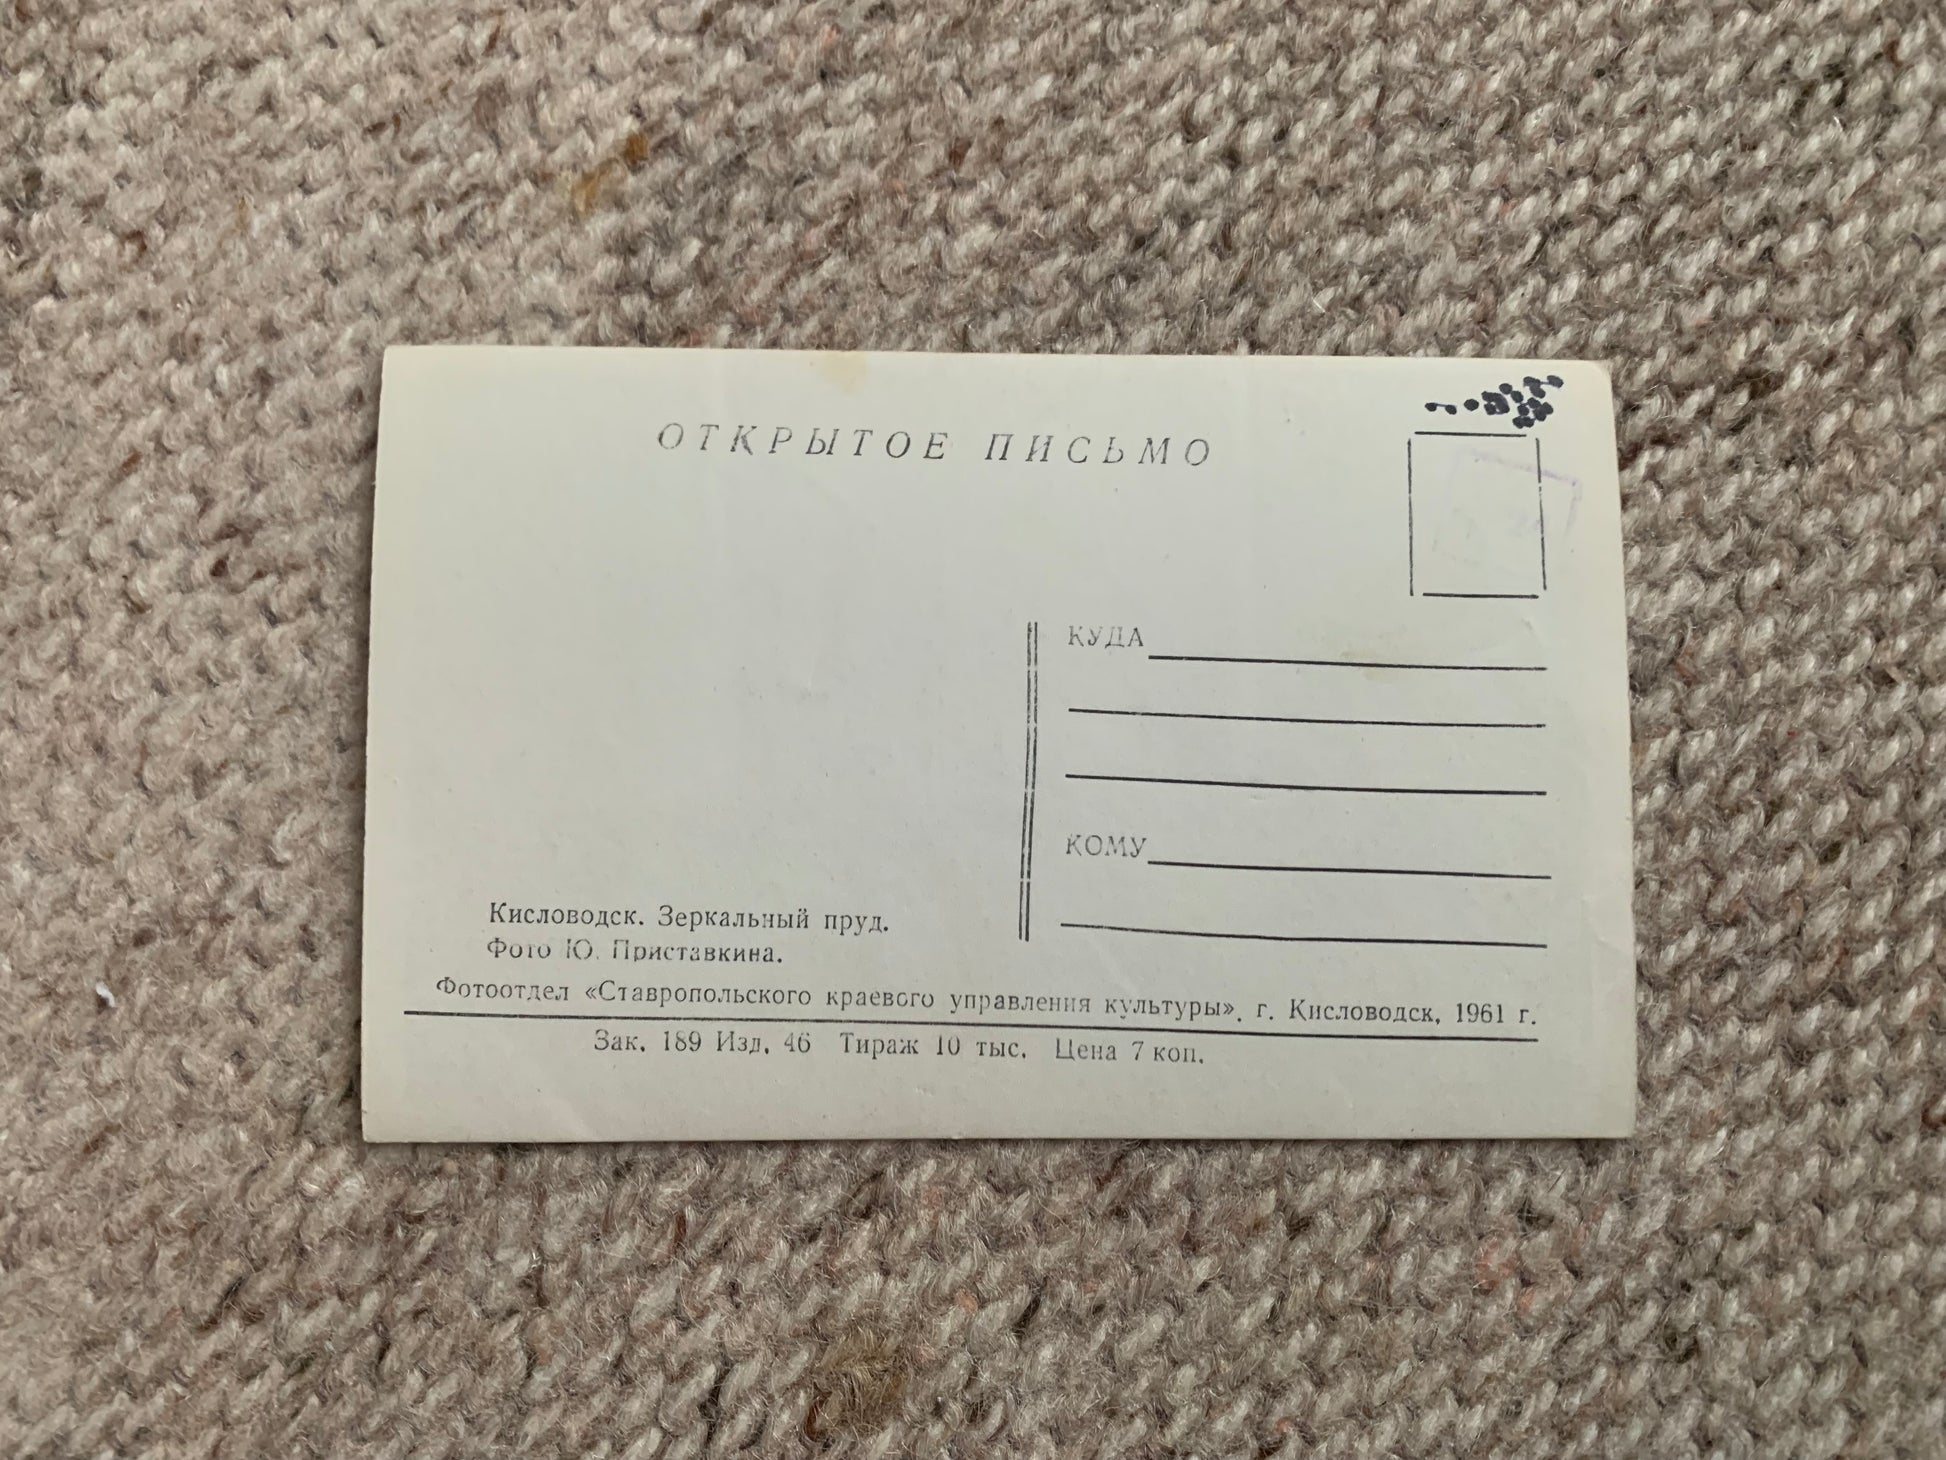 ОТКРЫТОЕ ПИСЬМО
КУДА
КОМУ
Кисловодск. Зеркальный пруд.
Фото Ю. Приставкина.
Фотоотдел «Ставропольского краевого управления культуры». г. Кисловодск, 1961 г.
Зак. 189 Изд. 46 Тираж 10 тыс. Цена 7 коп.